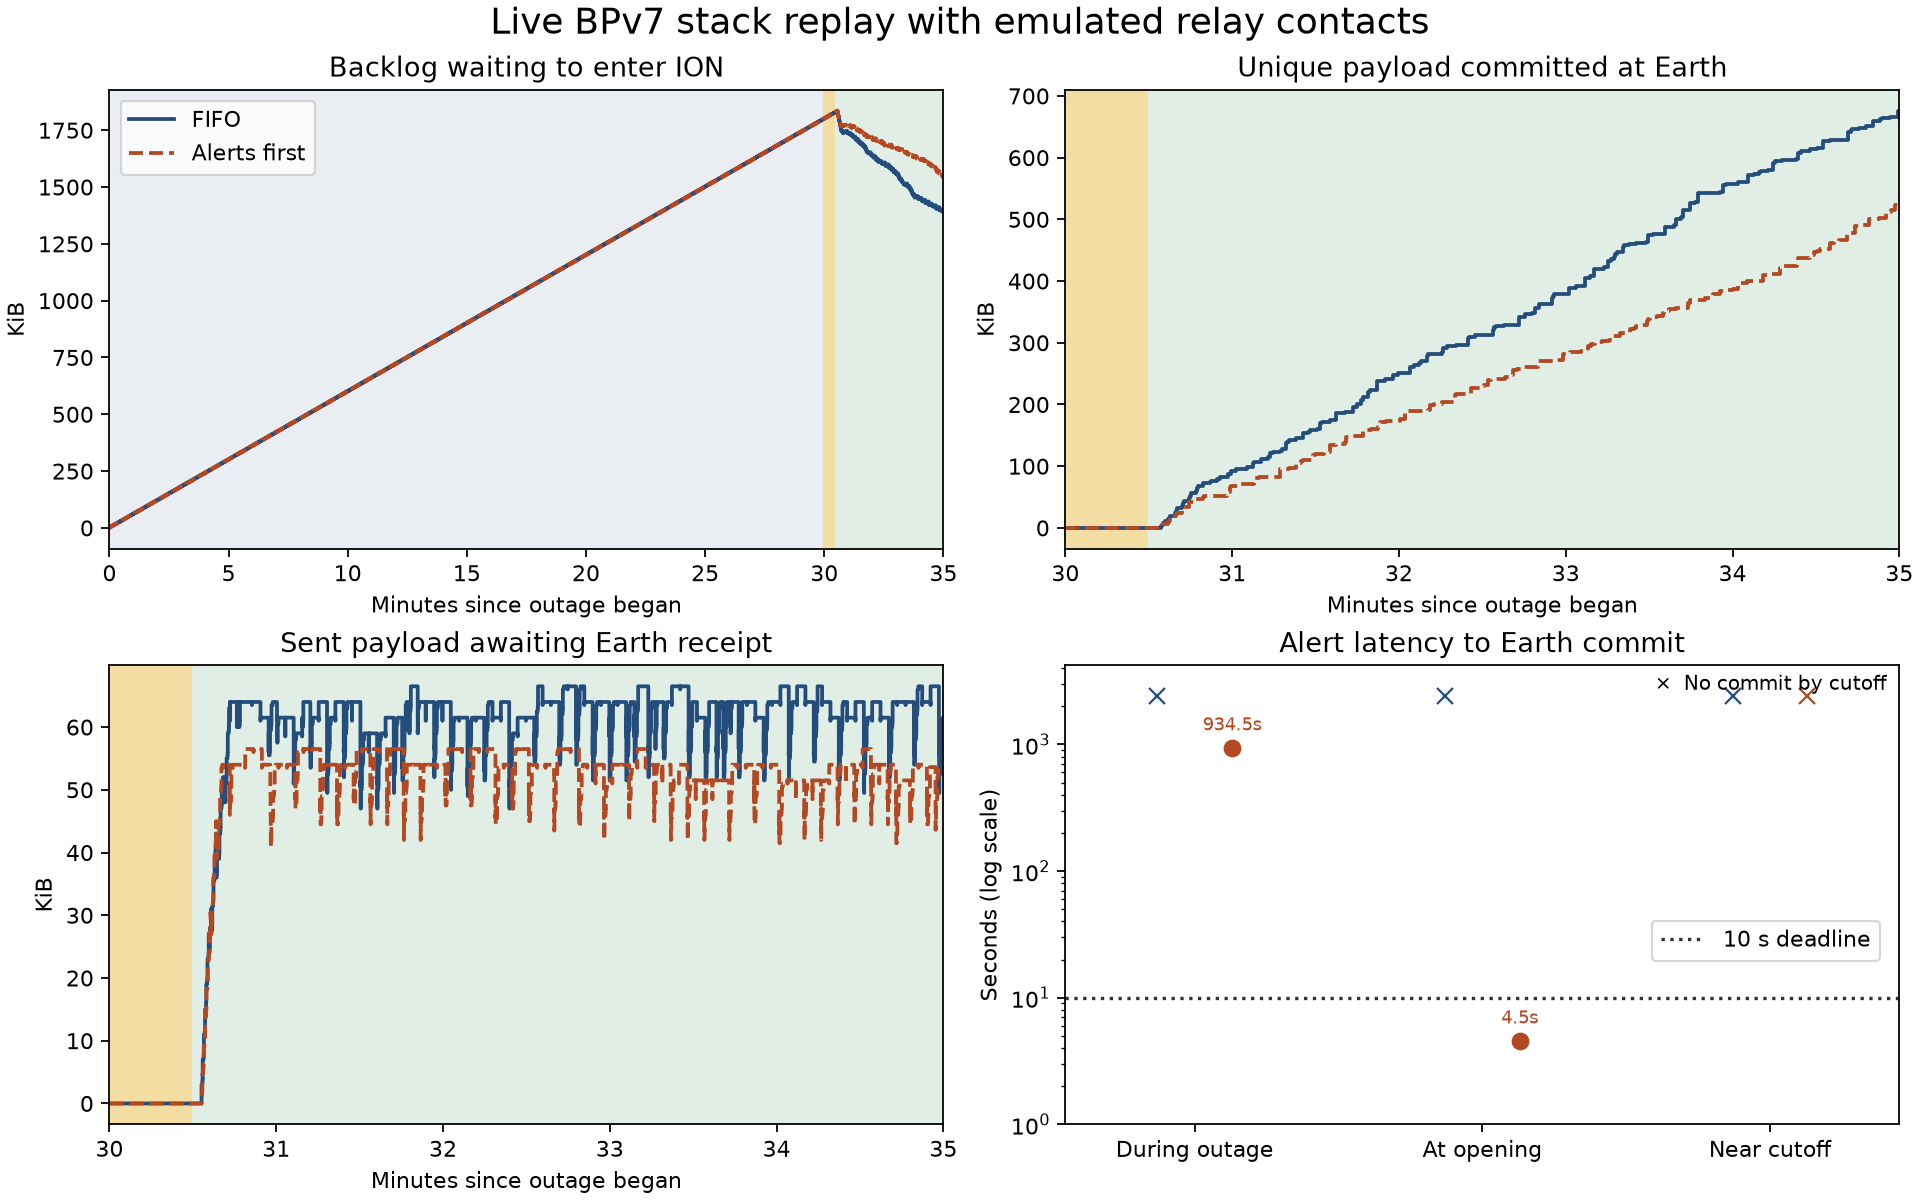 Live BPv7 stack replay with emulated relay contacts
Backlog waiting to enter ION
FIFO
Alerts first
1750
1500
1250
1000
750
500
250
0
KiB
0 5 10 15 20 25 30 35
Minutes since outage began
Unique payload committed at Earth
700
600
500
400
300
200
100
0
KiB
30 31 32 33 34 35
Minutes since outage began
Sent payload awaiting Earth receipt
60
50
40
30
20
10
0
KiB
30 31 32 33 34 35
Minutes since outage began
Alert latency to Earth commit
× No commit by cutoff
934.5s
10 s deadline
4.5s
10³
10²
10¹
10⁰
Seconds (log scale)
During outage At opening Near cutoff